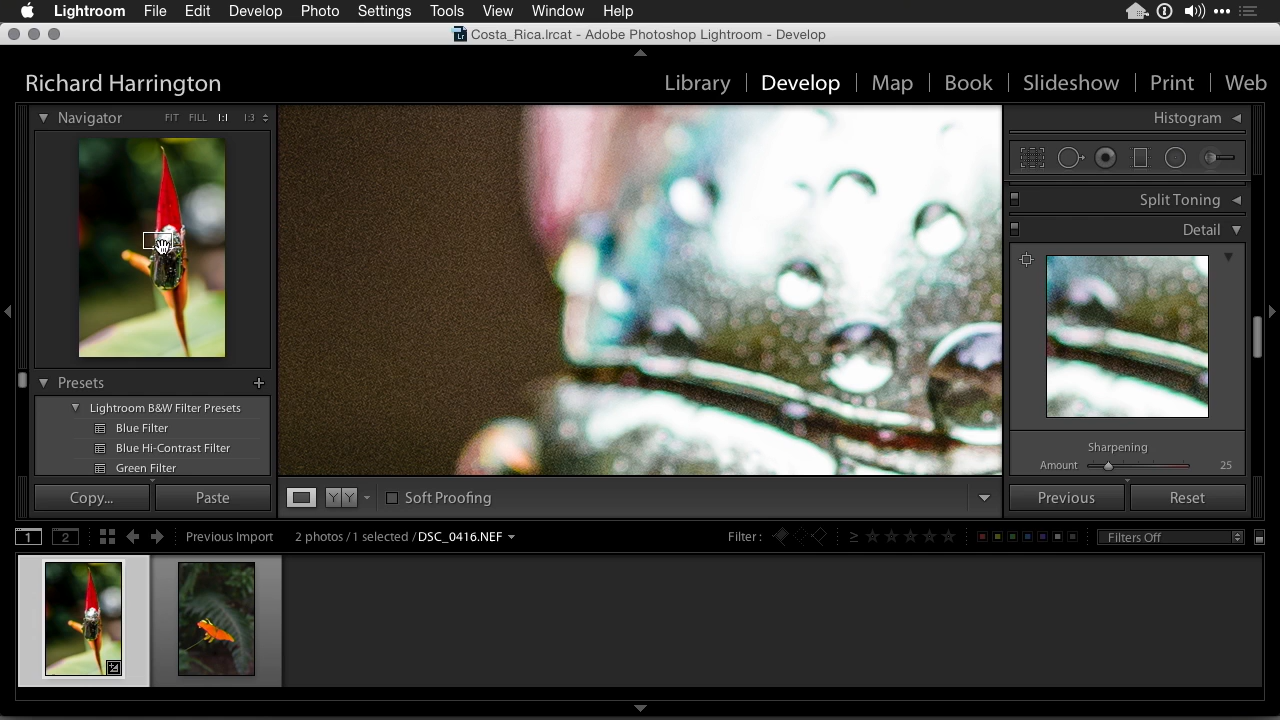 Lightroom File Edit Develop Photo Settings Tools View Window Help
Lr Costa_Rica.lrcat - Adobe Photoshop Lightroom - Develop
Richard Harrington
Library Develop Map Book Slideshow Print Web
Navigator FIT FILL 1:1 1:3
Histogram
Split Toning
Detail
Presets
Lightroom B&W Filter Presets
Blue Filter
Blue Hi-Contrast Filter
Green Filter
Sharpening
Amount 25
Copy... Paste
Y Y Soft Proofing
Previous Reset
1 2 Previous Import 2 photos / 1 selected / DSC_0416.NEF Filter : ≥ Filters Off